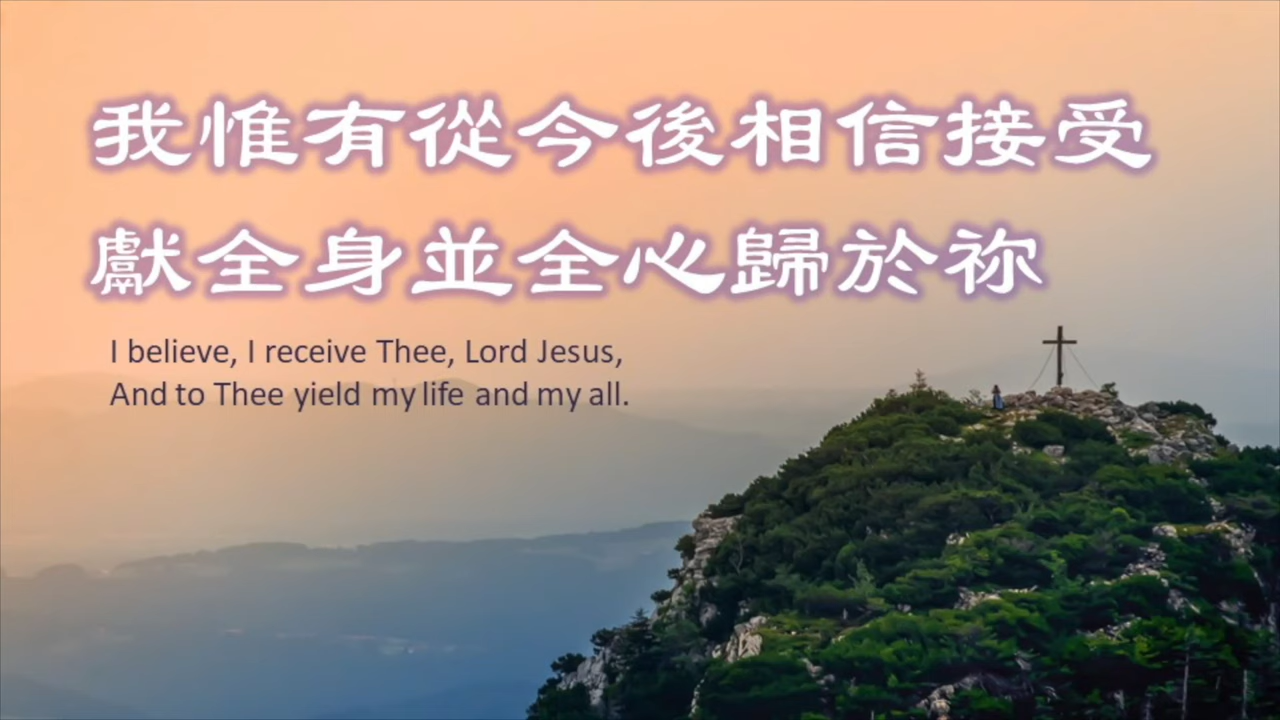 我惟有從今後相信接受
獻全身並全心歸於祢
I believe, I receive Thee, Lord Jesus,
And to Thee yield my life and my all.